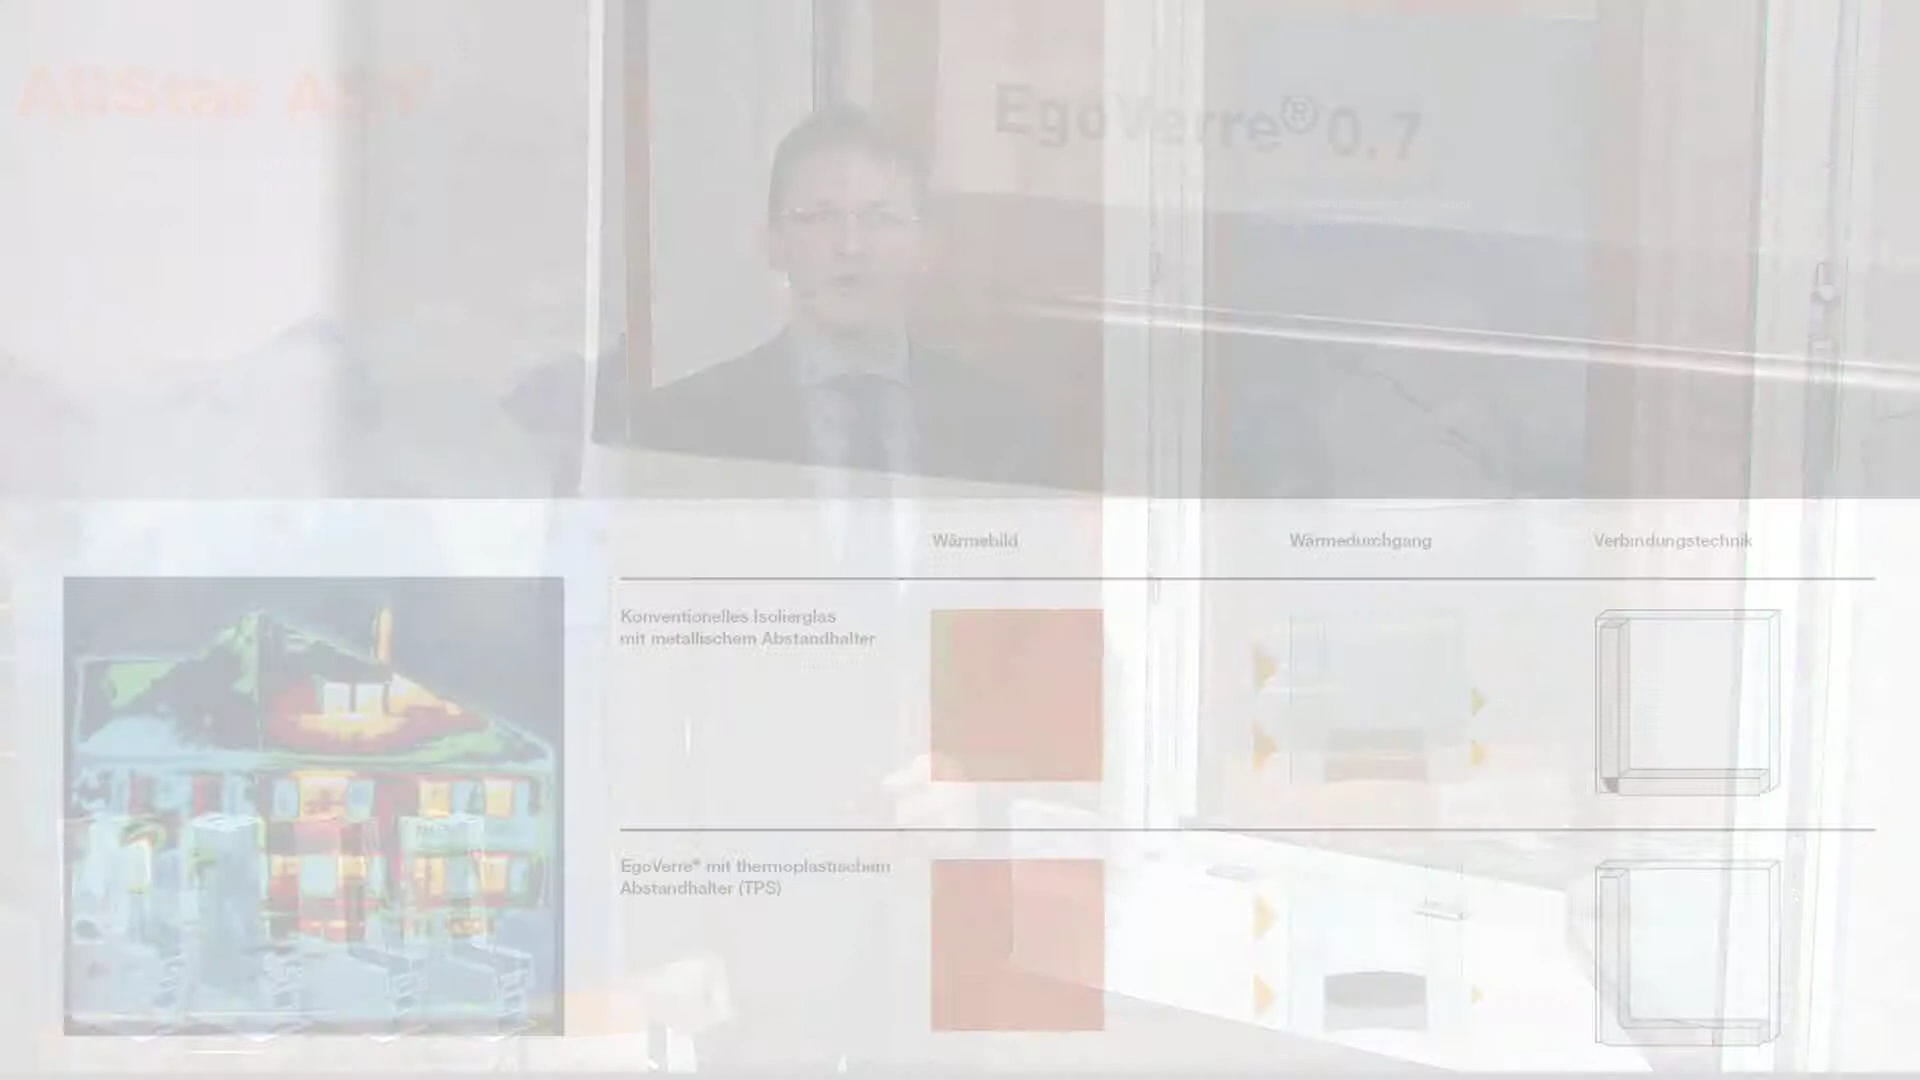 EgoVerre® 0.7
Wärmebild
Wärmedurchgang
Verbindungstechnik
Konventionelles Isolierglas
mit metallischem Abstandhalter
EgoVerre® mit thermoplastischem
Abstandhalter (TPS)